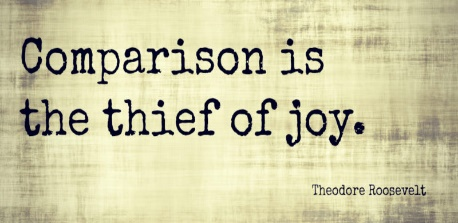 Comparison is
the thief of joy.
Theodore Roosevelt